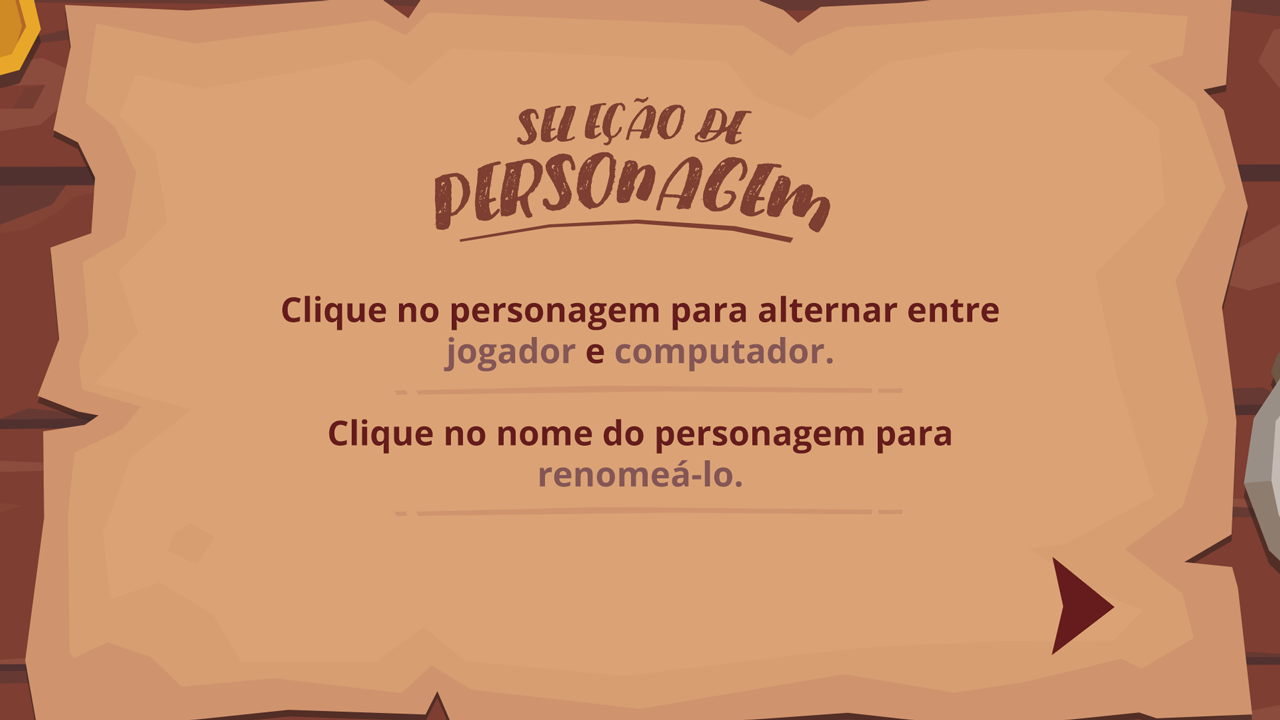 SELEÇÃO DE
PERSONAGEM
Clique no personagem para alternar entre
jogador e computador.
Clique no nome do personagem para
renomeá-lo.